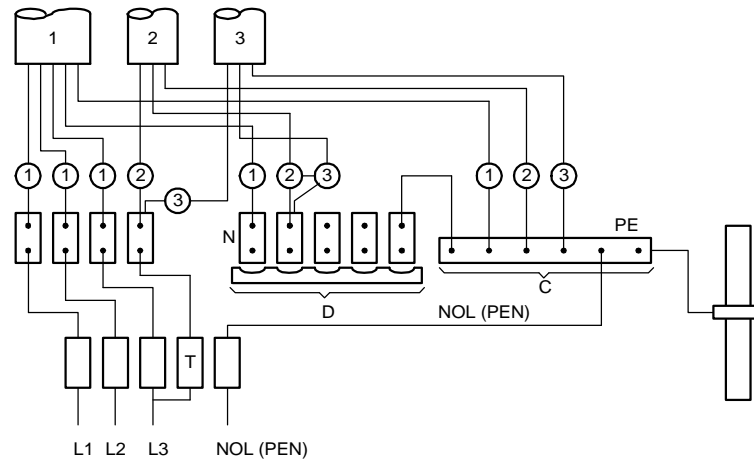 1 2 3
1 1 1 2 3 1 2 3 1 2 3
N PE
D C
NOL (PEN)
T
L1 L2 L3 NOL (PEN)